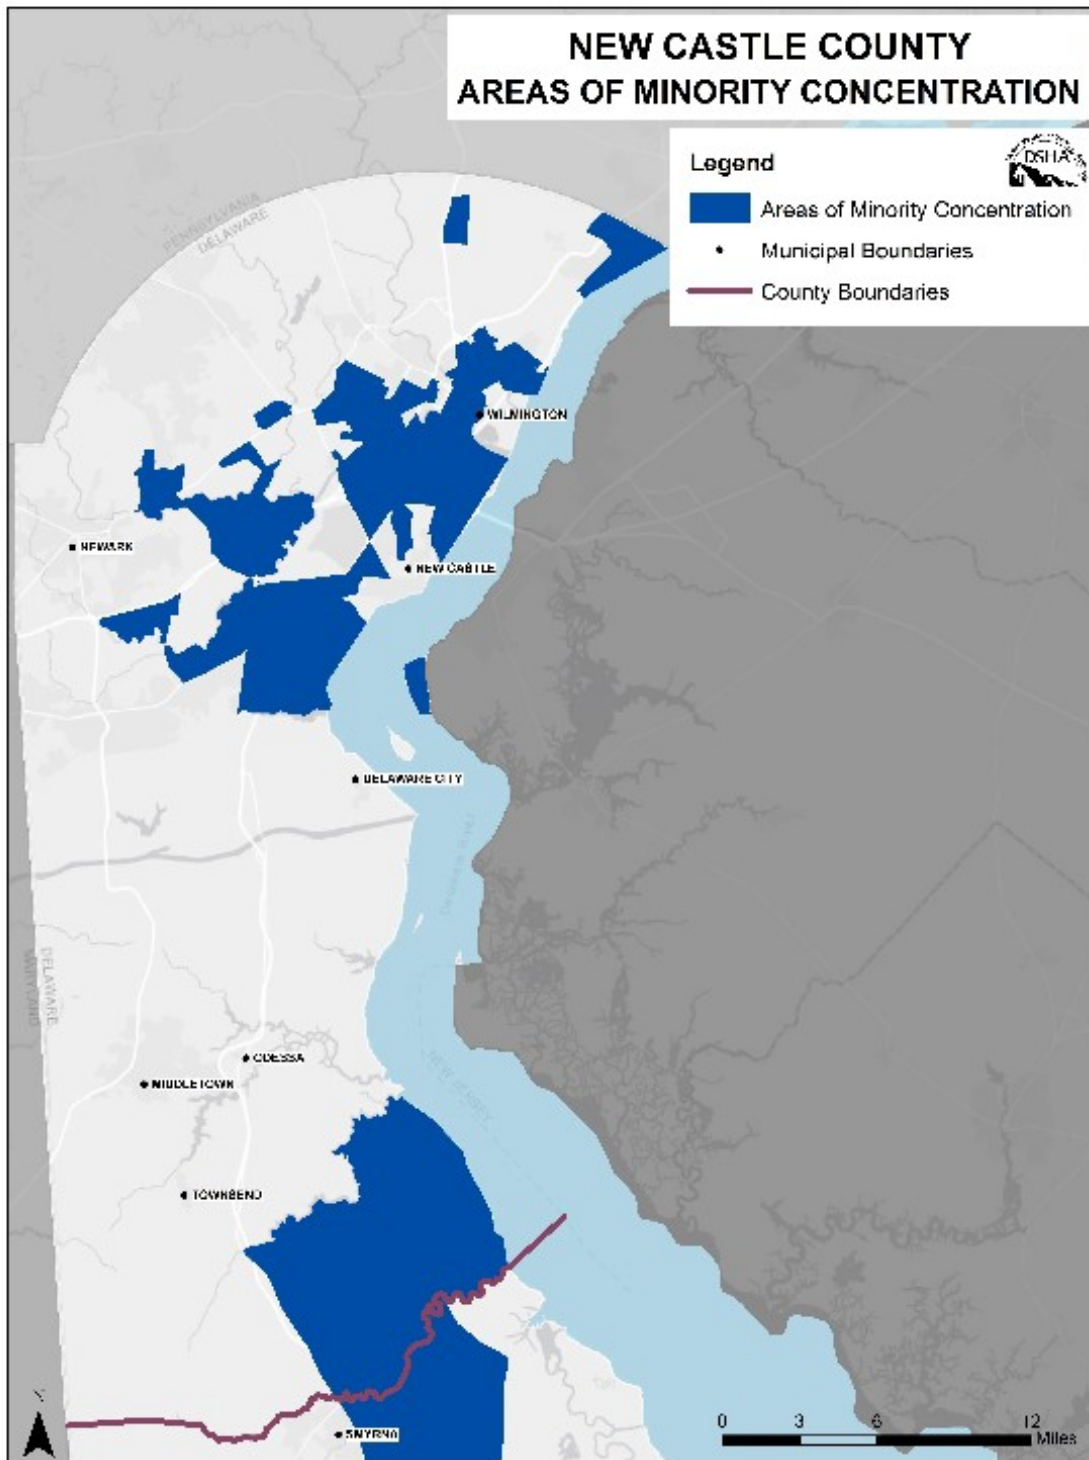 NEW CASTLE COUNTY
AREAS OF MINORITY CONCENTRATION
Legend
DSHA
Areas of Minority Concentration
Municipal Boundaries
County Boundaries
PENNSYLVANIA
DELAWARE
WILMINGTON
NEWARK
NEW CASTLE
DELAWARE CITY
DELAWARE
MARYLAND
ODESSA
MIDDLETOWN
NEW JERSEY
TOWNSEND
SMYRNA
0 3 6 12
Miles